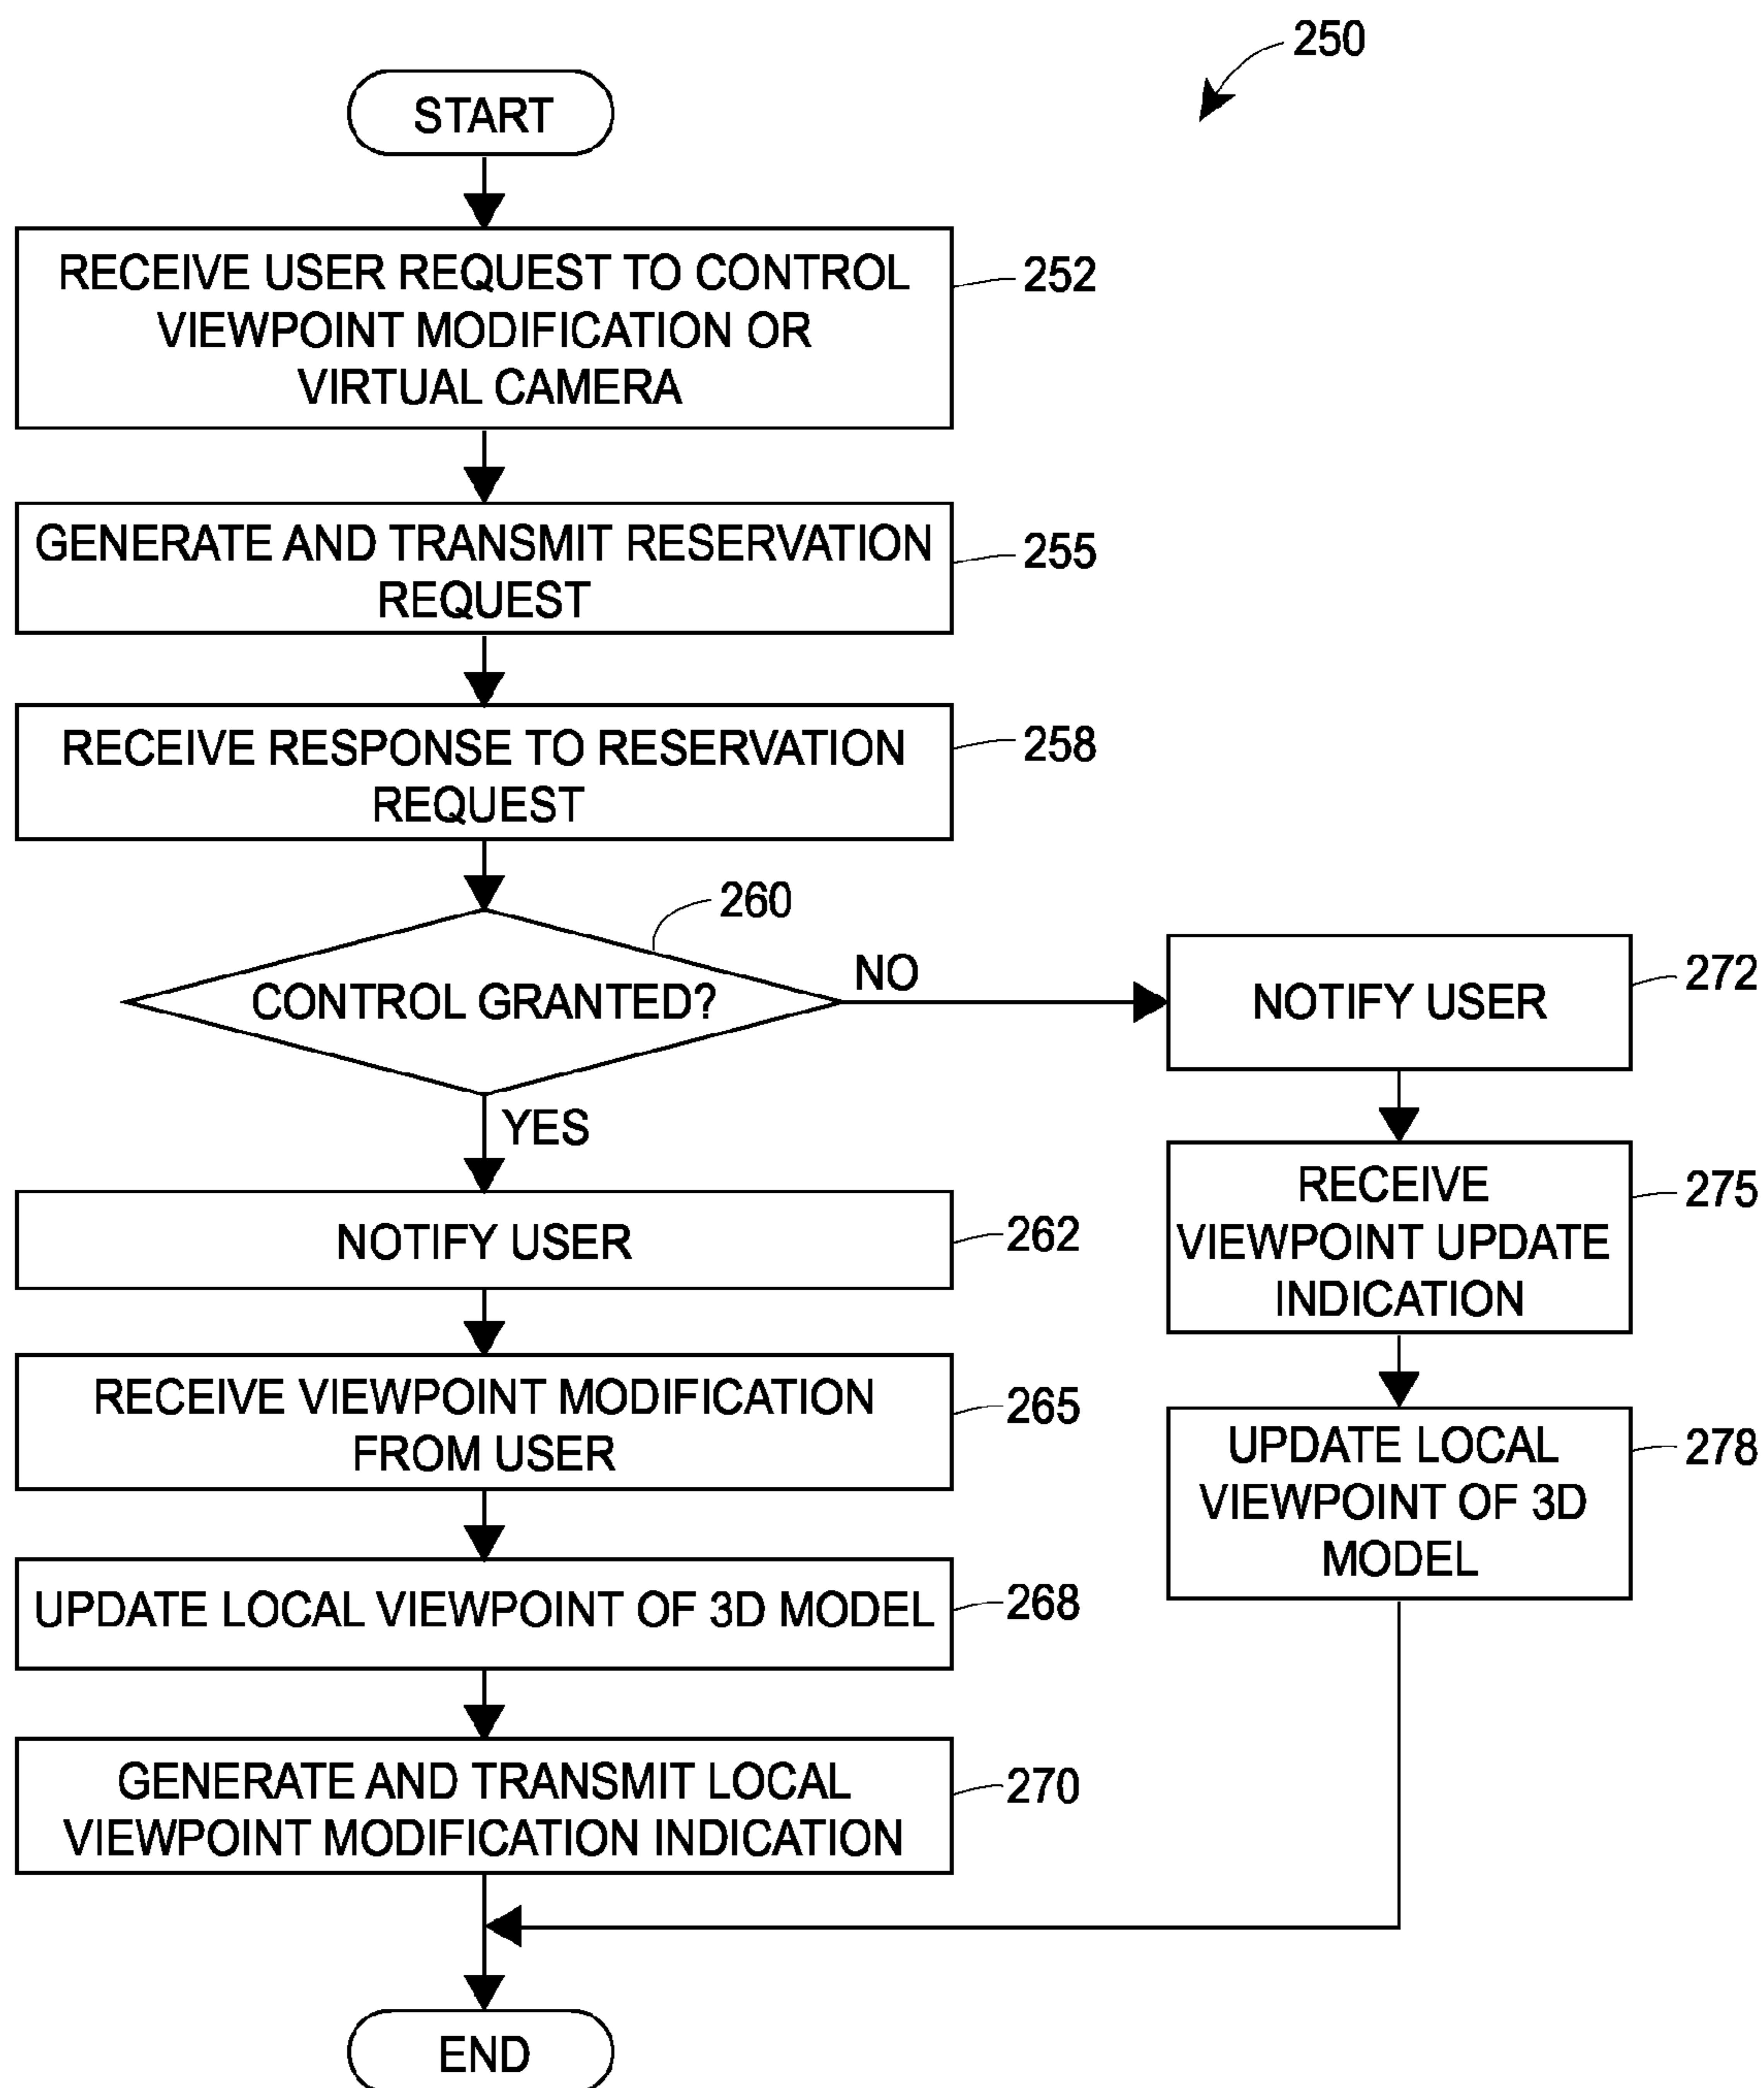 250
START
RECEIVE USER REQUEST TO CONTROL
VIEWPOINT MODIFICATION OR
VIRTUAL CAMERA
252
GENERATE AND TRANSMIT RESERVATION
REQUEST
255
RECEIVE RESPONSE TO RESERVATION
REQUEST
258
CONTROL GRANTED?
260
NO
YES
NOTIFY USER
262
RECEIVE VIEWPOINT MODIFICATION
FROM USER
265
UPDATE LOCAL VIEWPOINT OF 3D MODEL
268
GENERATE AND TRANSMIT LOCAL
VIEWPOINT MODIFICATION INDICATION
270
NOTIFY USER
272
RECEIVE
VIEWPOINT UPDATE
INDICATION
275
UPDATE LOCAL
VIEWPOINT OF 3D
MODEL
278
END